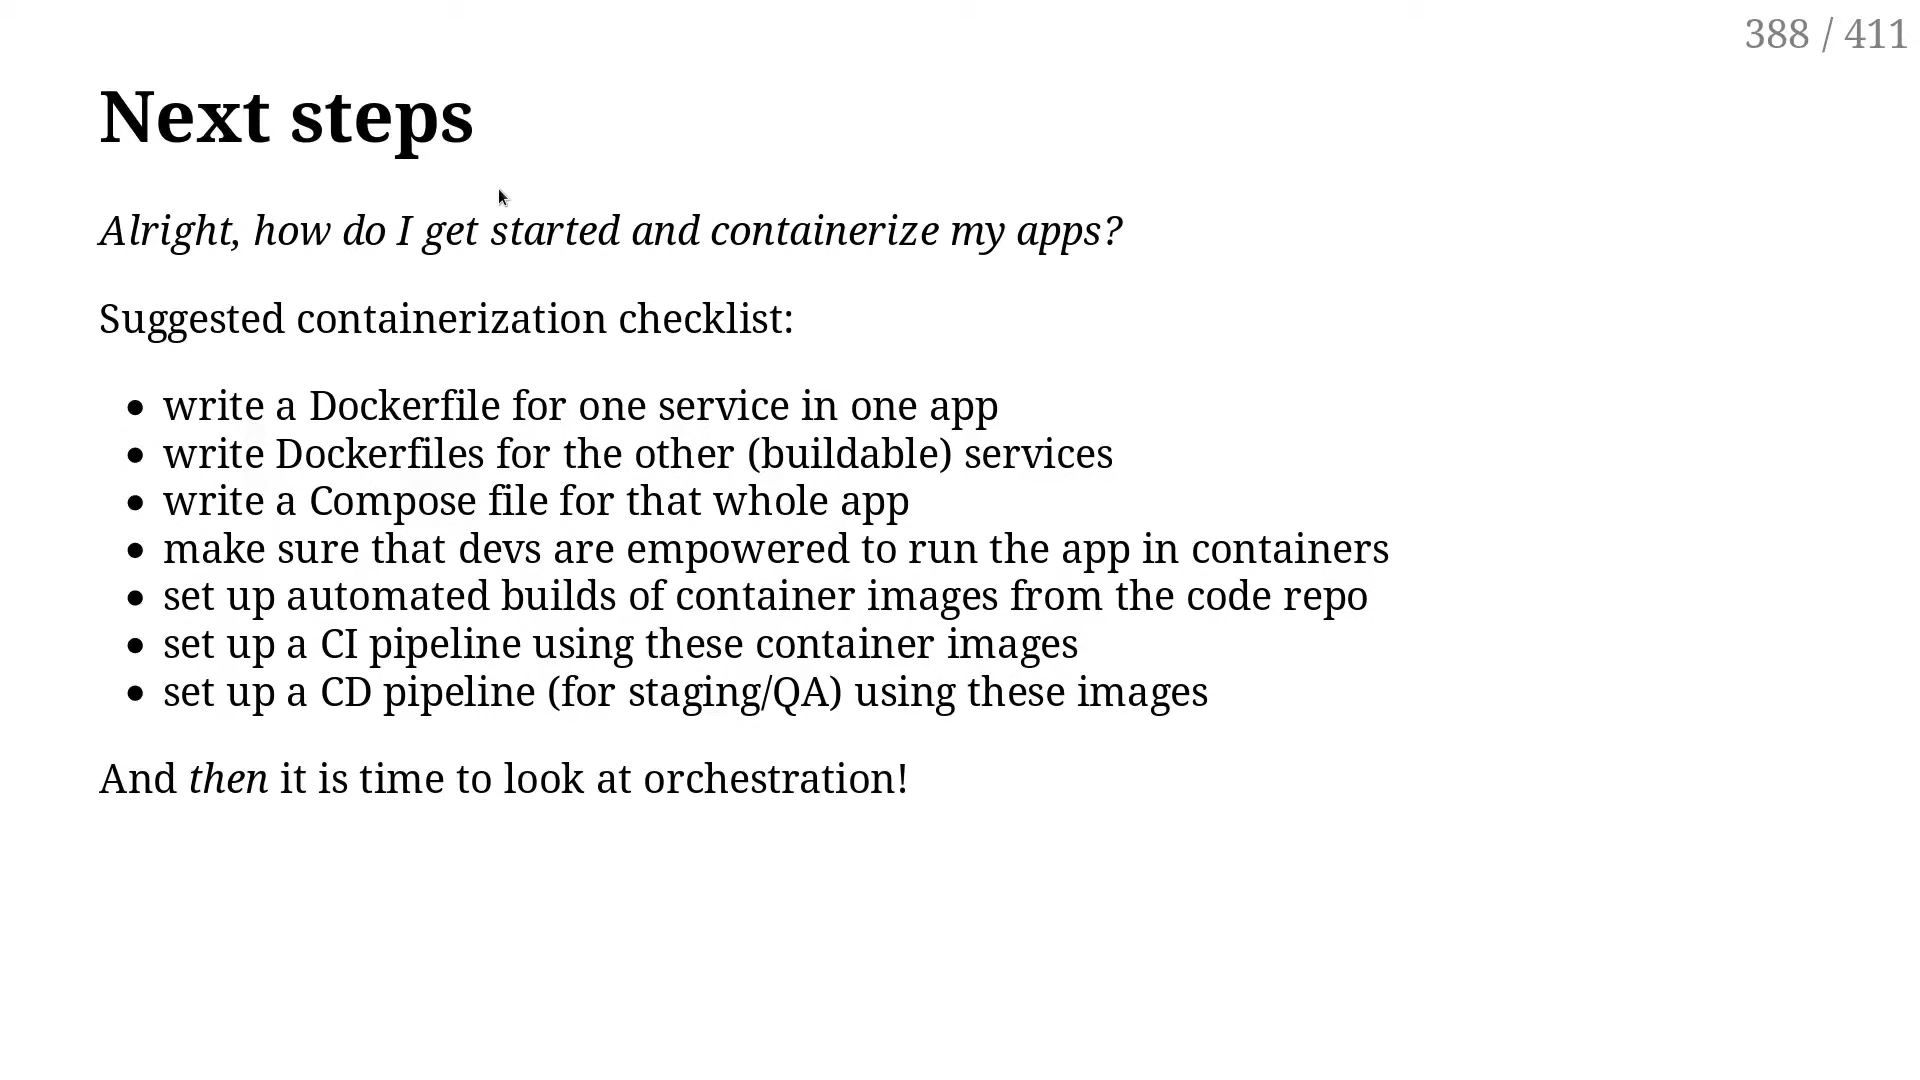 388 / 411
Next steps
Alright, how do I get started and containerize my apps?
Suggested containerization checklist:
• write a Dockerfile for one service in one app
• write Dockerfiles for the other (buildable) services
• write a Compose file for that whole app
• make sure that devs are empowered to run the app in containers
• set up automated builds of container images from the code repo
• set up a CI pipeline using these container images
• set up a CD pipeline (for staging/QA) using these images
And then it is time to look at orchestration!